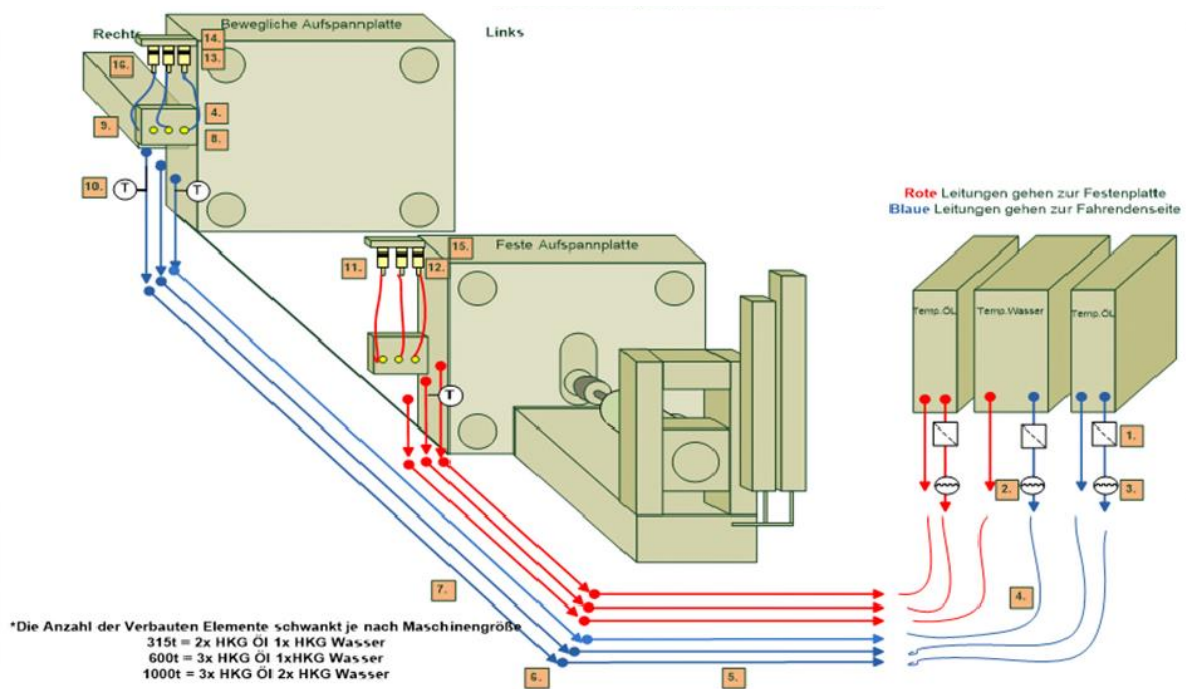 Bewegliche Aufspannplatte
Rechts
Links
14.
13.
16.
4.
9.
8.
10.
T
T
Rote Leitungen gehen zur Festenplatte
Blaue Leitungen gehen zur Fahrendenseite
Feste Aufspannplatte
15.
11.
12.
T
Temp.ÖL
Temp.Wasser
Temp.ÖL
1.
2.
3.
7.
4.
*Die Anzahl der Verbauten Elemente schwankt je nach Maschinengröße
315t = 2x HKG Öl 1x HKG Wasser
600t = 3x HKG Öl 1xHKG Wasser
1000t = 3x HKG Öl 2x HKG Wasser
6.
5.